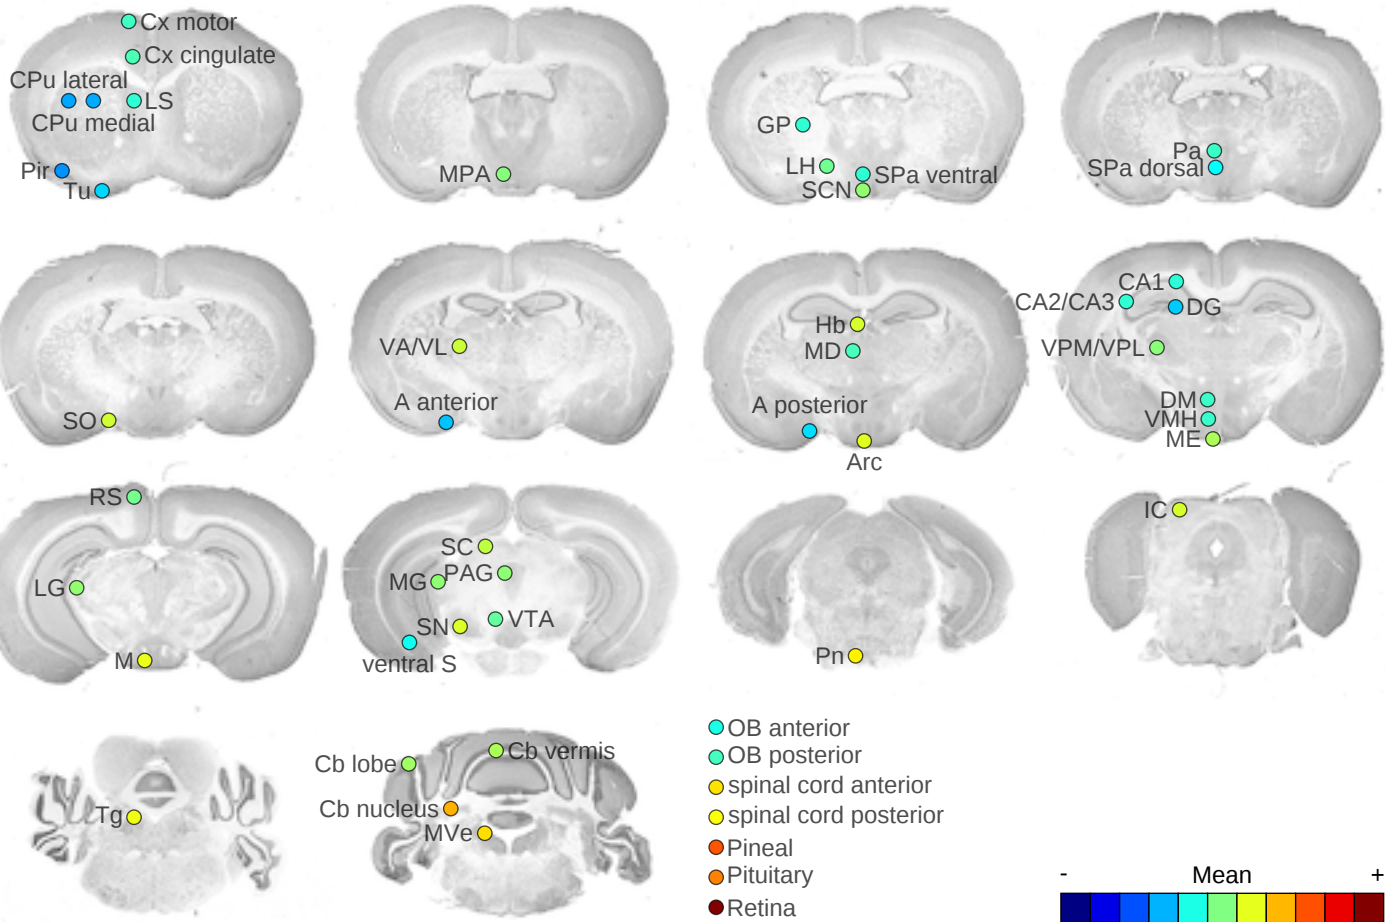 Cx motor
Cx cingulate
CPu lateral
LS
CPu medial
Pir
Tu
MPA
GP
LH
SPa ventral
SCN
Pa
SPa dorsal
SO
VA/VL
A anterior
Hb
MD
A posterior
Arc
CA1
CA2/CA3
DG
VPM/VPL
DM
VMH
ME
RS
LG
M
SC
PAG
MG
VTA
SN
ventral S
Pn
IC
Tg
Cb vermis
Cb lobe
Cb nucleus
MVe
OB anterior
OB posterior
spinal cord anterior
spinal cord posterior
Pineal
Pituitary
Retina
- Mean +